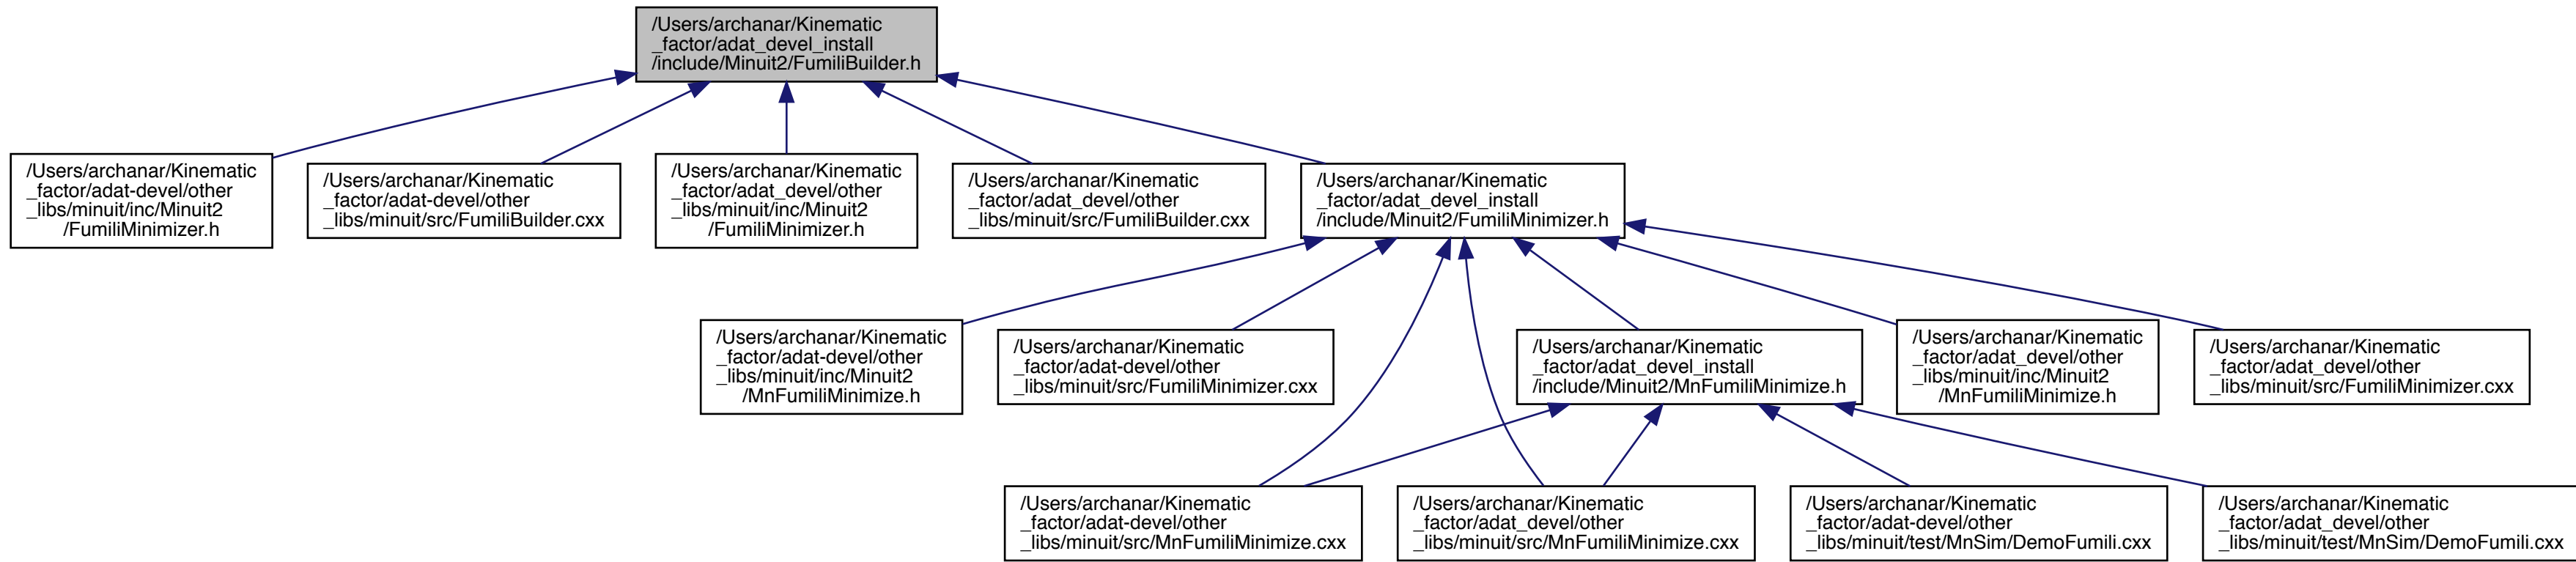 /Users/archanar/Kinematic
_factor/adat_devel_install
/include/Minuit2/FumiliBuilder.h
/Users/archanar/Kinematic
_factor/adat-devel/other
_libs/minuit/inc/Minuit2
/FumiliMinimizer.h
/Users/archanar/Kinematic
_factor/adat-devel/other
_libs/minuit/src/FumiliBuilder.cxx
/Users/archanar/Kinematic
_factor/adat_devel/other
_libs/minuit/inc/Minuit2
/FumiliMinimizer.h
/Users/archanar/Kinematic
_factor/adat_devel/other
_libs/minuit/src/FumiliBuilder.cxx
/Users/archanar/Kinematic
_factor/adat_devel_install
/include/Minuit2/FumiliMinimizer.h
/Users/archanar/Kinematic
_factor/adat-devel/other
_libs/minuit/inc/Minuit2
/MnFumiliMinimize.h
/Users/archanar/Kinematic
_factor/adat-devel/other
_libs/minuit/src/FumiliMinimizer.cxx
/Users/archanar/Kinematic
_factor/adat_devel_install
/include/Minuit2/MnFumiliMinimize.h
/Users/archanar/Kinematic
_factor/adat_devel/other
_libs/minuit/inc/Minuit2
/MnFumiliMinimize.h
/Users/archanar/Kinematic
_factor/adat_devel/other
_libs/minuit/src/FumiliMinimizer.cxx
/Users/archanar/Kinematic
_factor/adat-devel/other
_libs/minuit/src/MnFumiliMinimize.cxx
/Users/archanar/Kinematic
_factor/adat_devel/other
_libs/minuit/src/MnFumiliMinimize.cxx
/Users/archanar/Kinematic
_factor/adat-devel/other
_libs/minuit/test/MnSim/DemoFumili.cxx
/Users/archanar/Kinematic
_factor/adat_devel/other
_libs/minuit/test/MnSim/DemoFumili.cxx